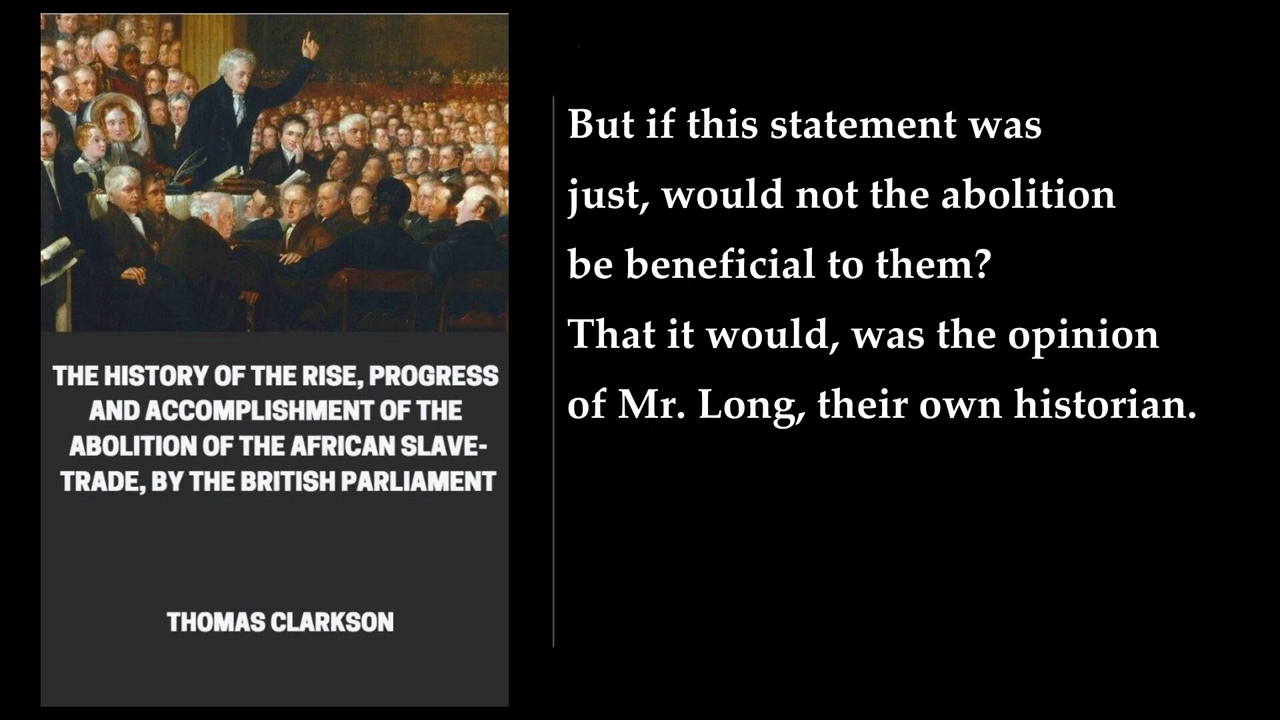 THE HISTORY OF THE RISE, PROGRESS
AND ACCOMPLISHMENT OF THE
ABOLITION OF THE AFRICAN SLAVE-
TRADE, BY THE BRITISH PARLIAMENT
THOMAS CLARKSON
But if this statement was
just, would not the abolition
be beneficial to them?
That it would, was the opinion
of Mr. Long, their own historian.